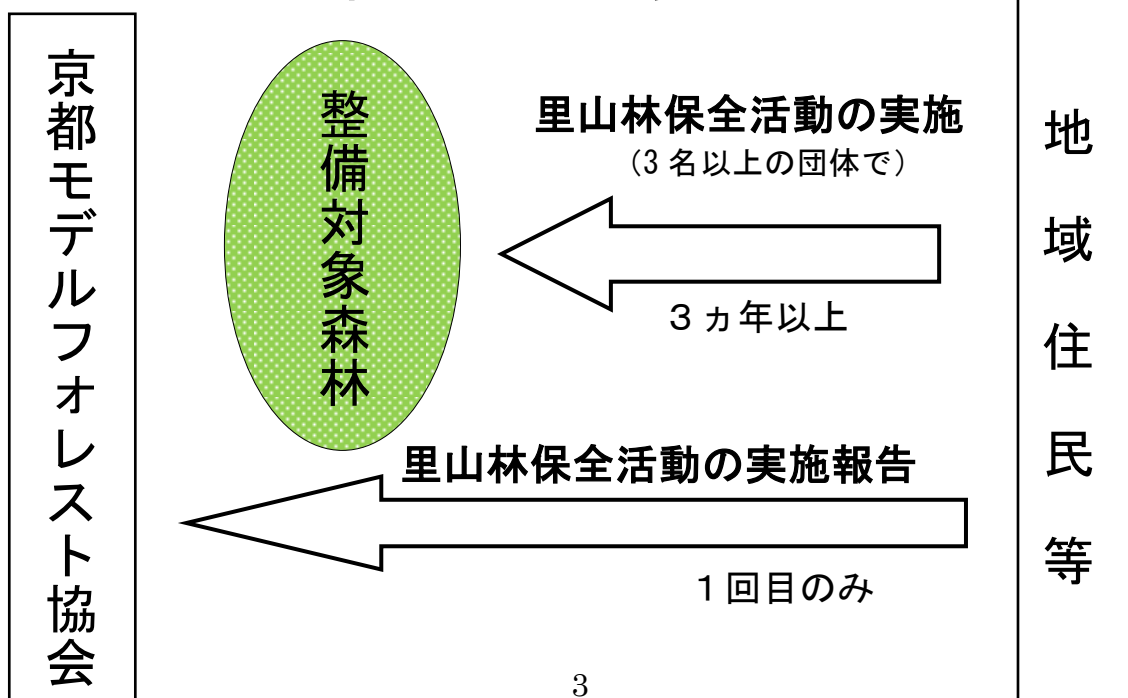 京都モデルフォレスト協会
整備対象森林
里山林保全活動の実施
（3 名以上の団体で）
３ヵ年以上
里山林保全活動の実施報告
１回目のみ
地域住民等
3